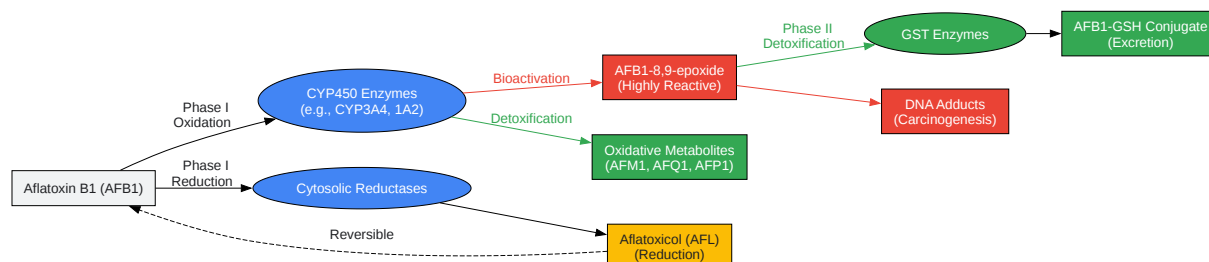 Aflatoxin B1 (AFB1)
Phase I
Oxidation
Phase I
Reduction
CYP450 Enzymes
(e.g., CYP3A4, 1A2)
Cytosolic Reductases
Reversible
Bioactivation
Detoxification
AFB1-8,9-epoxide
(Highly Reactive)
Oxidative Metabolites
(AFM1, AFQ1, AFP1)
Aflatoxicol (AFL)
(Reduction)
Phase II
Detoxification
GST Enzymes
DNA Adducts
(Carcinogenesis)
AFB1-GSH Conjugate
(Excretion)